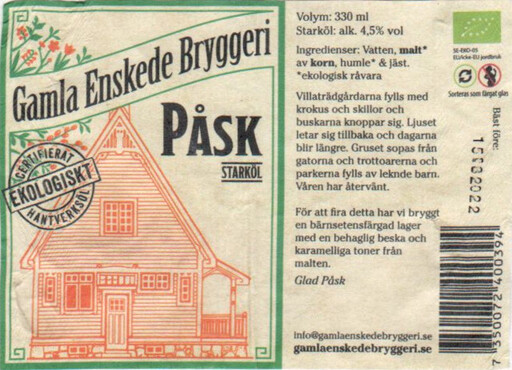 Gamla Enskede Bryggeri
PÅSK
STARKÖL
CERTIFIERAT
EKOLOGISKT
HANTVERKSÖL
Volym: 330 ml
Starköl: alk. 4,5% vol
Ingredienser: Vatten, malt*
av korn, humle* & jäst.
*ekologisk råvara
Villaträdgårdarna fylls med
krokus och skillor och
buskarna knoppar sig. Ljuset
letar sig tillbaka och dagarna
blir längre. Gruset sopas från
gatorna och trottoarerna och
parkerna fylls av leknde barn.
Våren har återvänt.
För att fira detta har vi bryggt
en bärnsetensfärgad lager
med en behaglig beska och
karamelliga toner från
malten.
Glad Påsk
info@gamlaenskedebryggeri.se
gamlaenskedebryggeri.se
SE-EKO-05
EU/icke-EU jordbruk
Sorteras som färgat glas
Bäst före:
7 350072 400394